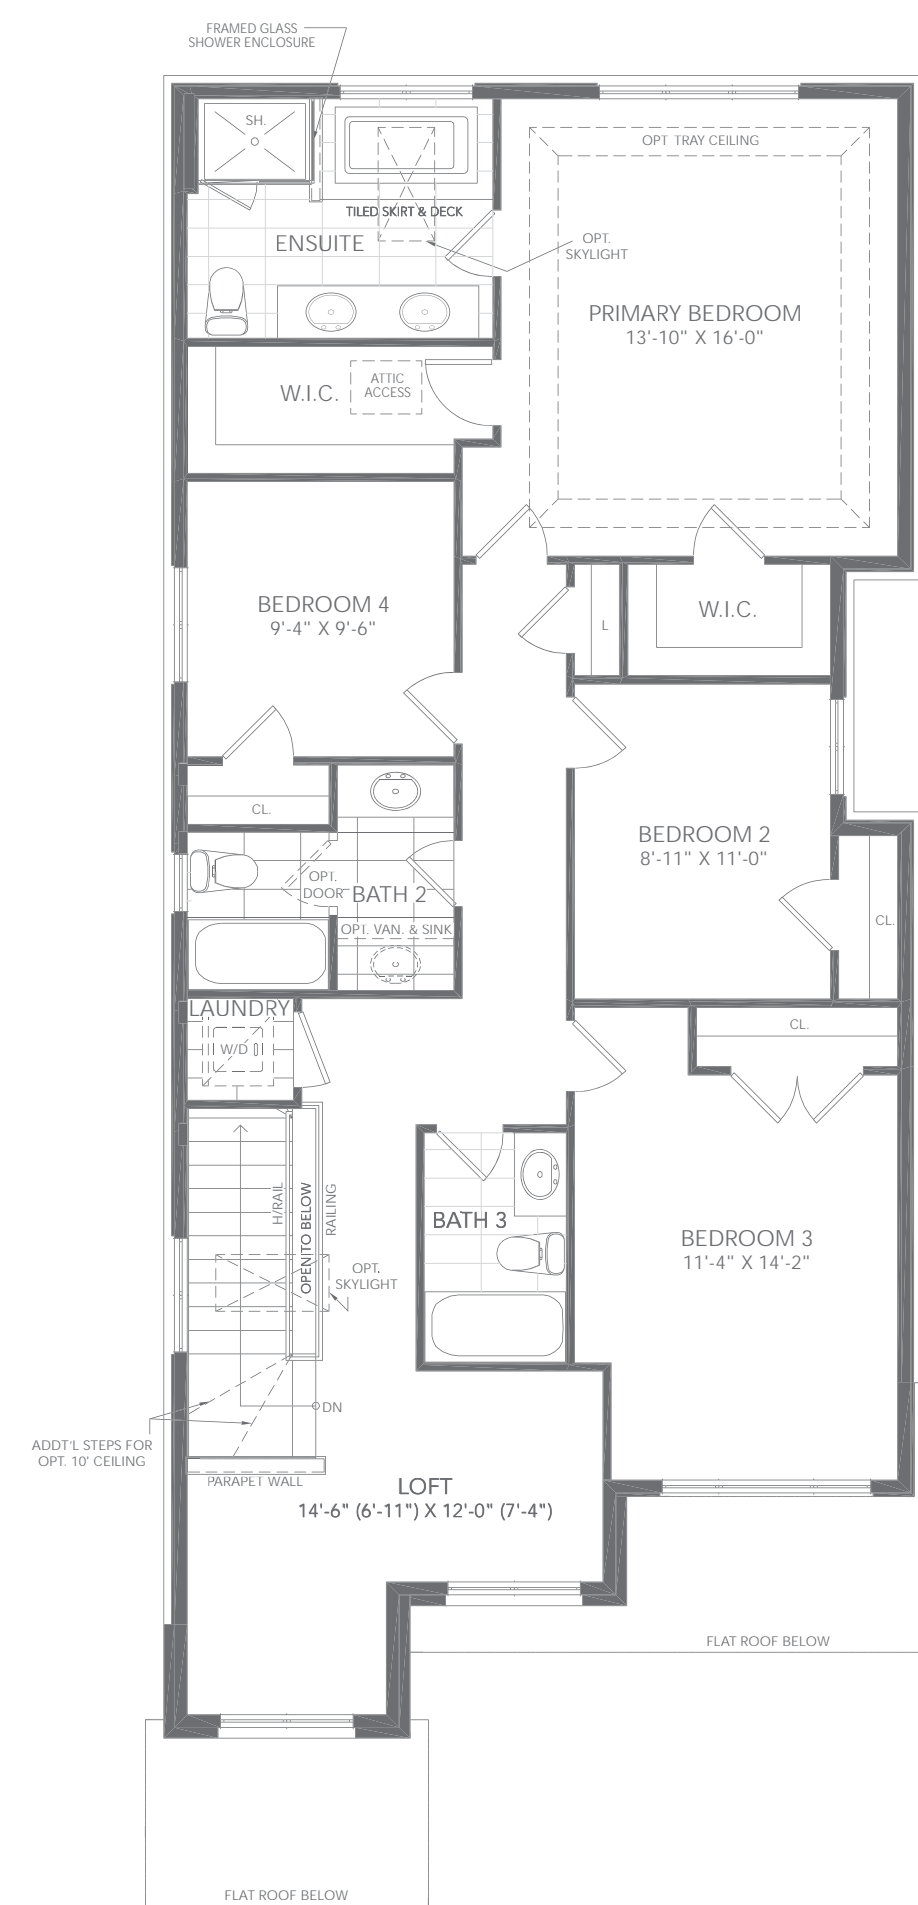 FRAMED GLASS
SHOWER ENCLOSURE
SH.
OPT TRAY CEILING
TILED SKIRT & DECK
ENSUITE
OPT.
SKYLIGHT
PRIMARY BEDROOM
13'-10" X 16'-0"
W.I.C.
ATTIC
ACCESS
BEDROOM 4
9'-4" X 9'-6"
L
W.I.C.
CL.
BEDROOM 2
8'-11" X 11'-0"
OPT.
DOOR
BATH 2
OPT. VAN. & SINK
CL.
LAUNDRY
W/D
CL.
H/RAIL
OPEN TO BELOW
RAILING
BATH 3
BEDROOM 3
11'-4" X 14'-2"
OPT.
SKYLIGHT
DN
ADDT'L STEPS FOR
OPT. 10' CEILING
PARAPET WALL
LOFT
14'-6" (6'-11") X 12'-0" (7'-4")
FLAT ROOF BELOW
FLAT ROOF BELOW